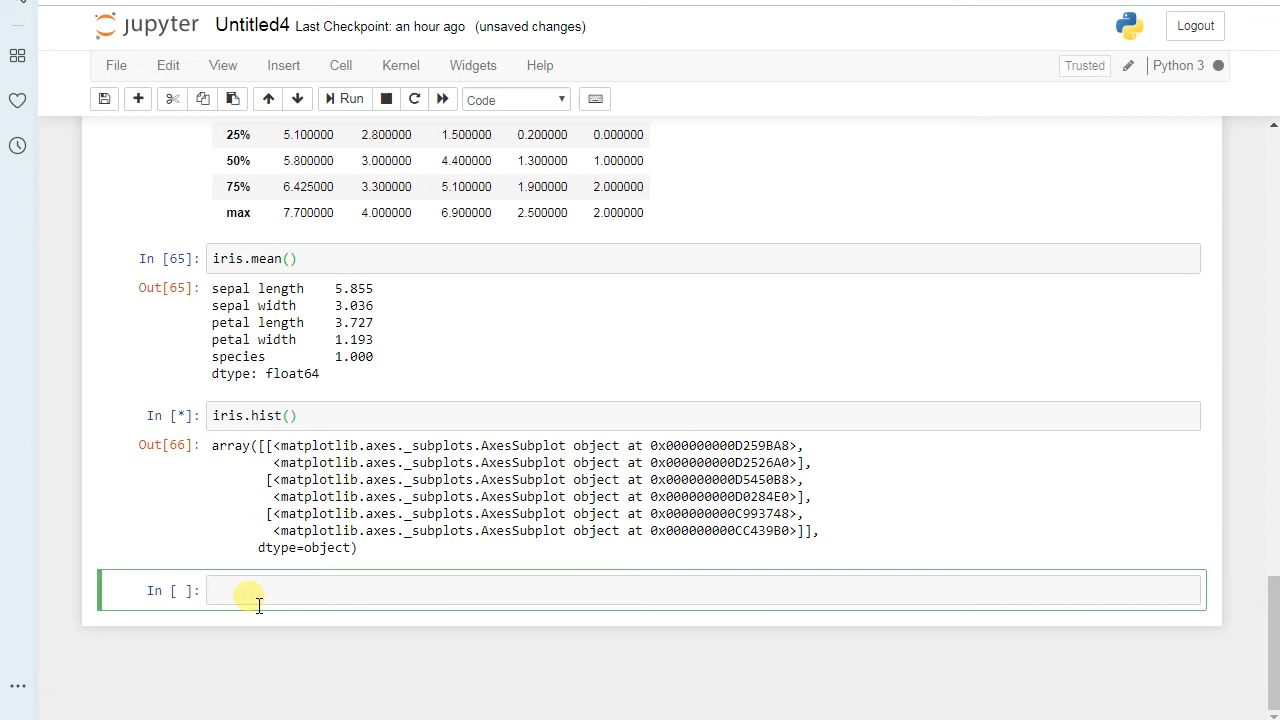 jupyter Untitled4 Last Checkpoint: an hour ago (unsaved changes) Logout
File Edit View Insert Cell Kernel Widgets Help Trusted Python 3
Run Code
25% 5.100000 2.800000 1.500000 0.200000 0.000000
50% 5.800000 3.000000 4.400000 1.300000 1.000000
75% 6.425000 3.300000 5.100000 1.900000 2.000000
max 7.700000 4.000000 6.900000 2.500000 2.000000
In [65]: iris.mean()
Out[65]: sepal length 5.855
sepal width 3.036
petal length 3.727
petal width 1.193
species 1.000
dtype: float64
In [*]: iris.hist()
Out[66]: array([[<matplotlib.axes._subplots.AxesSubplot object at 0x000000000D259BA8>,
<matplotlib.axes._subplots.AxesSubplot object at 0x000000000D2526A0>],
[<matplotlib.axes._subplots.AxesSubplot object at 0x000000000D5450B8>,
<matplotlib.axes._subplots.AxesSubplot object at 0x000000000D0284E0>],
[<matplotlib.axes._subplots.AxesSubplot object at 0x000000000C993748>,
<matplotlib.axes._subplots.AxesSubplot object at 0x000000000CC439B0>]],
dtype=object)
In [ ]: